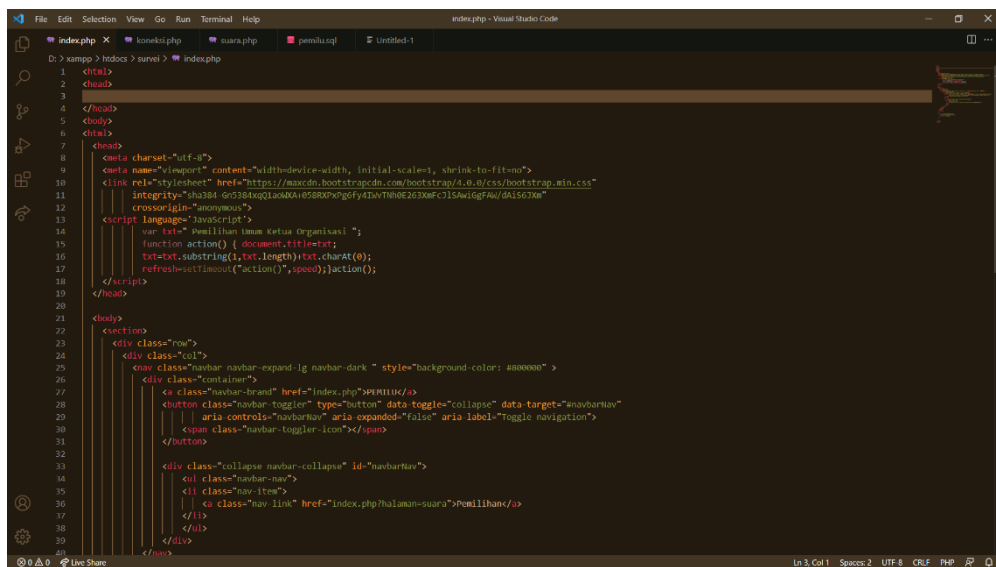 File Edit Selection View Go Run Terminal Help index.php - Visual Studio Code
index.php koneksi.php suara.php pemilu.sql Untitled-1
D: > xampp > htdocs > survei > index.php
1 <html>
2 <head>
3
4 </head>
5 <body>
6 <html>
7 <head>
8 <meta charset="utf-8">
9 <meta name="viewport" content="width=device-width, initial-scale=1, shrink-to-fit=no">
10 <link rel="stylesheet" href="https://maxcdn.bootstrapcdn.com/bootstrap/4.0.0/css/bootstrap.min.css"
11 integrity="sha384-Gn5384xqQ1aoWXA+058RXPxPg6fy4IWvTNh0E263XmFcJlSAwiGgFAW/dAiS6JXm"
12 crossorigin="anonymous">
13 <script language='JavaScript'>
14 var txt=" Pemilihan Umum Ketua Organisasi ";
15 function action() { document.title=txt;
16 txt=txt.substring(1,txt.length)+txt.charAt(0);
17 refresh=setTimeout("action()",speed);}action();
18 </script>
19 </head>
20
21 <body>
22 <section>
23 <div class="row">
24 <div class="col">
25 <nav class="navbar navbar-expand-lg navbar-dark " style="background-color: #800000" >
26 <div class="container">
27 <a class="navbar-brand" href="index.php">PEMILU</a>
28 <button class="navbar-toggler" type="button" data-toggle="collapse" data-target="#navbarNav"
29 aria-controls="navbarNav" aria-expanded="false" aria-label="Toggle navigation">
30 <span class="navbar-toggler-icon"></span>
31 </button>
32
33 <div class="collapse navbar-collapse" id="navbarNav">
34 <ul class="navbar-nav">
35 <li class="nav-item">
36 <a class="nav-link" href="index.php?halaman=suara">Pemilihan</a>
37 </li>
38 </ul>
39 </div>
40 </nav>
0 0 Live Share Ln 3, Col 1 Spaces: 2 UTF-8 CRLF PHP